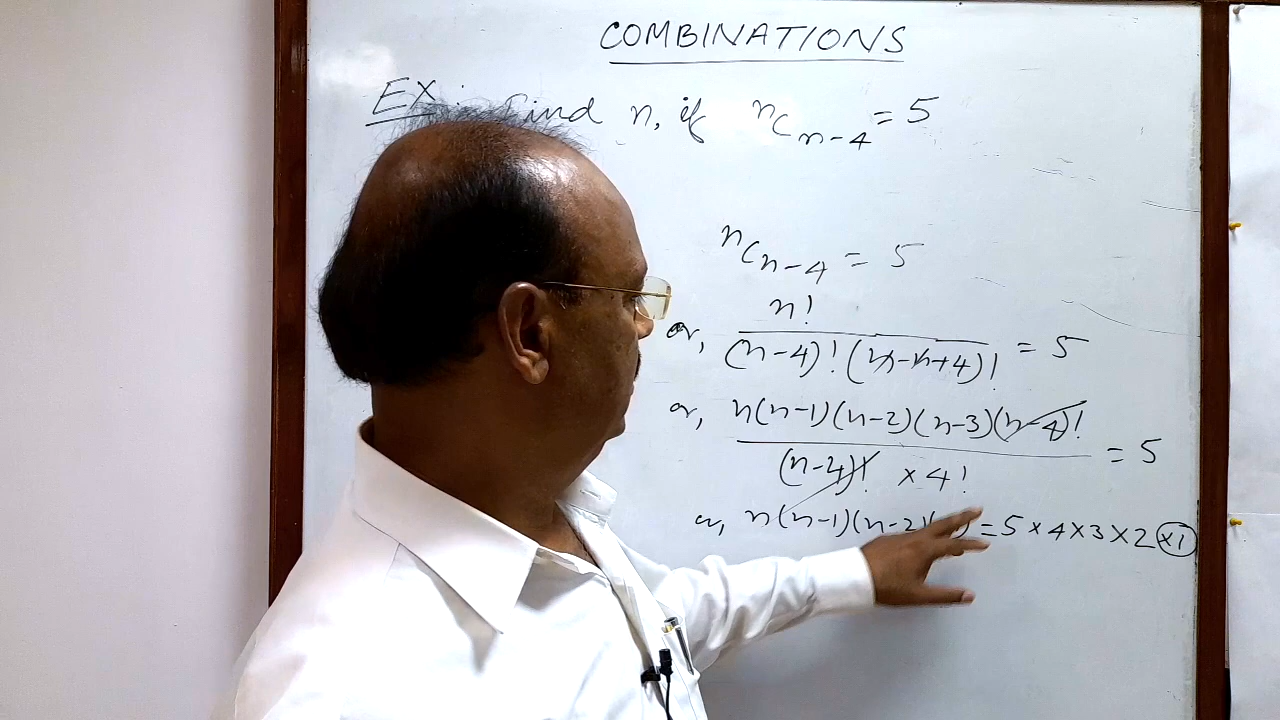 COMBINATIONS
EX: Find n, if nCn-4 = 5
nCn-4 = 5
or, n! / (n-4)! (n-n+4)! = 5
or, n(n-1)(n-2)(n-3)(n-4)! / (n-4)! × 4! = 5
or, n(n-1)(n-2)( = 5×4×3×2×1